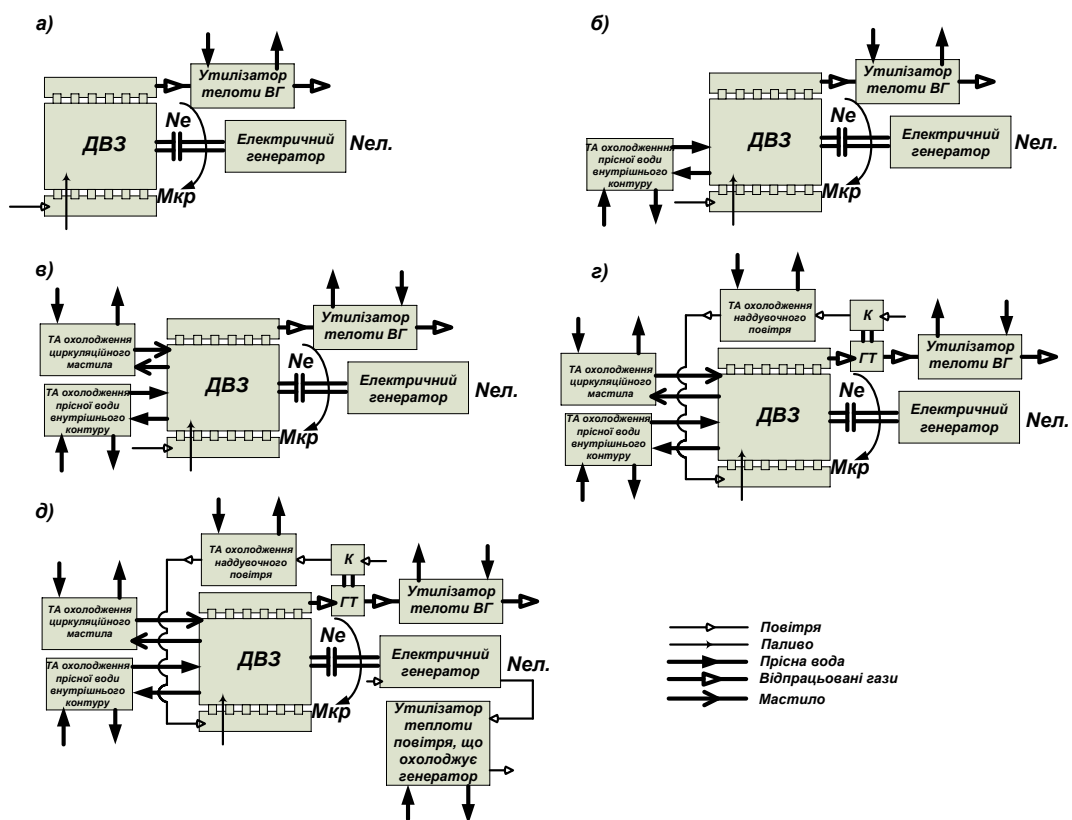 а)
Утилізатор
телоти ВГ
Ne
ДВЗ
Електричний
генератор
Nел.
Мкр
б)
Утилізатор
телоти ВГ
Ne
ДВЗ
Електричний
генератор
Nел.
ТА охолодженння
прісної води
внутрішнього
контуру
Мкр
в)
Утилізатор
телоти ВГ
ТА охолодження
циркуляційного
мастила
Ne
ДВЗ
Електричний
генератор
Nел.
ТА охолодження
прісної води
внутрішнього
контуру
Мкр
г)
ТА охолодження
наддувочного
повітря
К
ГТ
Утилізатор
телоти ВГ
ТА охолодження
циркуляційного
мастила
Ne
ДВЗ
Електричний
генератор
Nел.
ТА охолодження
прісної води
внутрішнього
контуру
Мкр
д)
ТА охолодження
наддувочного
повітря
К
ГТ
Утилізатор
телоти ВГ
ТА охолодження
циркуляційного
мастила
Ne
ДВЗ
Електричний
генератор
Nел.
ТА охолодження
прісної води
внутрішнього
контуру
Мкр
Утилізатор
теплоти
повітря, що
охолоджує
генератор
Повітря
Паливо
Прісна вода
Відпрацьовані гази
Мастило